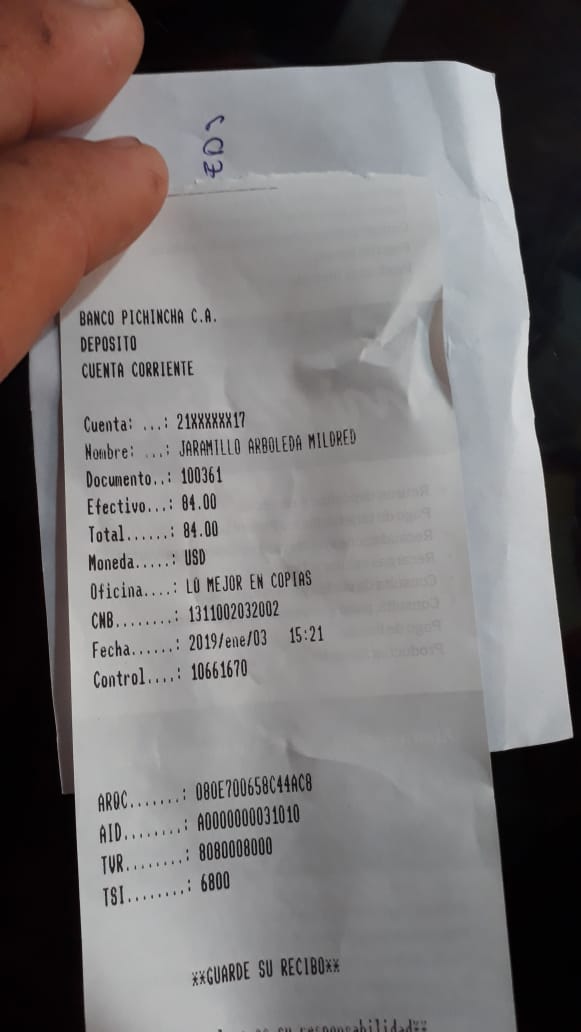 BANCO PICHINCHA C.A.
DEPOSITO
CUENTA CORRIENTE
Cuenta: ...: 21XXXXXX17
Nombre: ...: JARAMILLO ARBOLEDA MILDRED
Documento..: 100361
Efectivo...: 84.00
Total......: 84.00
Moneda.....: USD
Oficina....: LO MEJOR EN COPIAS
CNB........: 1311002032002
Fecha......: 2019/ene/03 15:21
Control....: 10661670
ARQC.......: 080E700658C44AC8
AID........: A0000000031010
TVR........: 8080008000
TSI........: 6800
**GUARDE SU RECIBO**
es su responsabilidad**